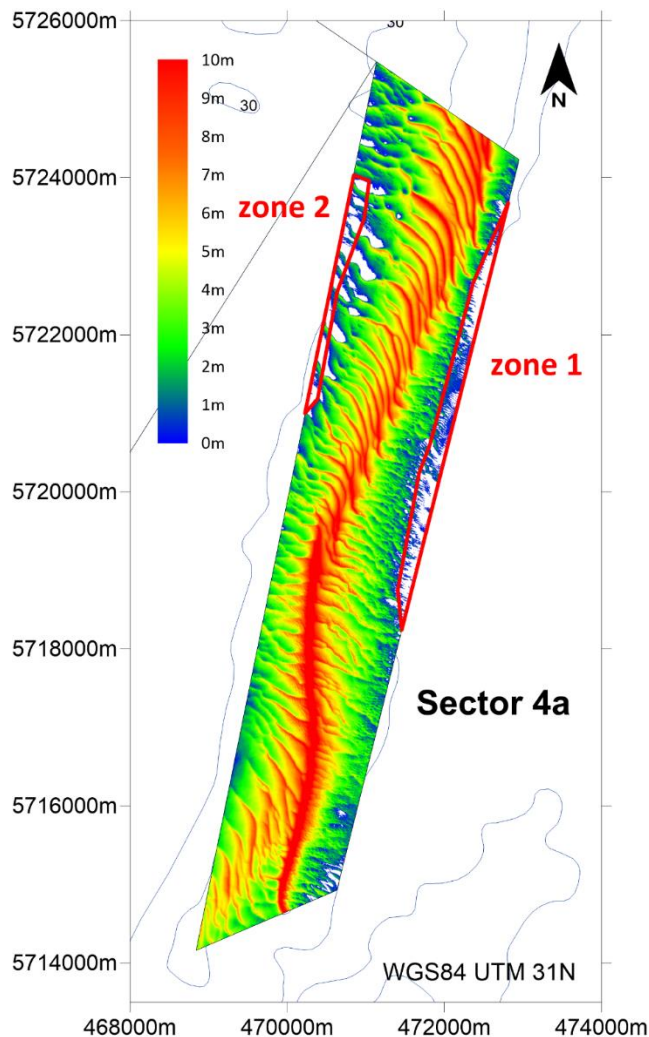 5726000m
5724000m
5722000m
5720000m
5718000m
5716000m
5714000m
468000m
470000m
472000m
474000m
10m
9m
8m
7m
6m
5m
4m
3m
2m
1m
0m
30
30
N
zone 2
zone 1
Sector 4a
WGS84 UTM 31N